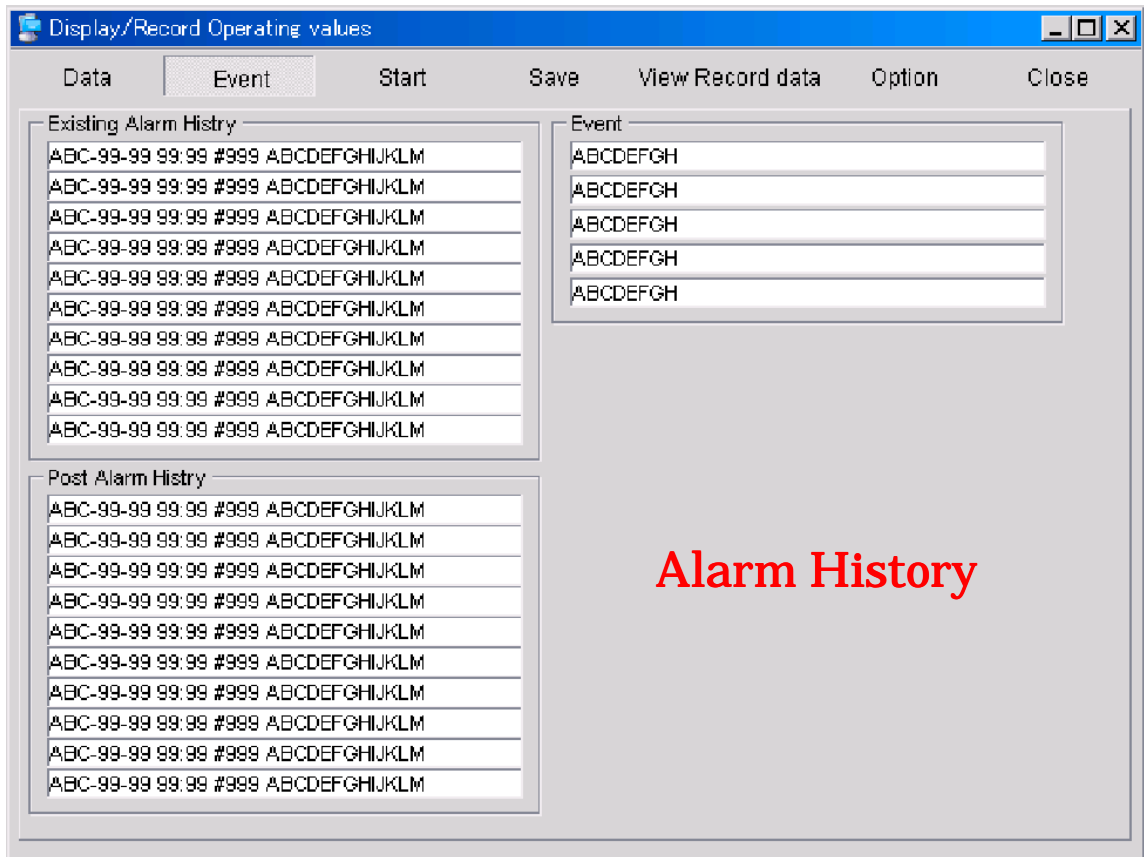 Display/Record Operating values
Data Event Start Save View Record data Option Close
Existing Alarm Histry
ABC-99-99 99:99 #999 ABCDEFGHIJKLM
ABC-99-99 99:99 #999 ABCDEFGHIJKLM
ABC-99-99 99:99 #999 ABCDEFGHIJKLM
ABC-99-99 99:99 #999 ABCDEFGHIJKLM
ABC-99-99 99:99 #999 ABCDEFGHIJKLM
ABC-99-99 99:99 #999 ABCDEFGHIJKLM
ABC-99-99 99:99 #999 ABCDEFGHIJKLM
ABC-99-99 99:99 #999 ABCDEFGHIJKLM
ABC-99-99 99:99 #999 ABCDEFGHIJKLM
ABC-99-99 99:99 #999 ABCDEFGHIJKLM
Post Alarm Histry
ABC-99-99 99:99 #999 ABCDEFGHIJKLM
ABC-99-99 99:99 #999 ABCDEFGHIJKLM
ABC-99-99 99:99 #999 ABCDEFGHIJKLM
ABC-99-99 99:99 #999 ABCDEFGHIJKLM
ABC-99-99 99:99 #999 ABCDEFGHIJKLM
ABC-99-99 99:99 #999 ABCDEFGHIJKLM
ABC-99-99 99:99 #999 ABCDEFGHIJKLM
ABC-99-99 99:99 #999 ABCDEFGHIJKLM
ABC-99-99 99:99 #999 ABCDEFGHIJKLM
ABC-99-99 99:99 #999 ABCDEFGHIJKLM
Event
ABCDEFGH
ABCDEFGH
ABCDEFGH
ABCDEFGH
ABCDEFGH
Alarm History